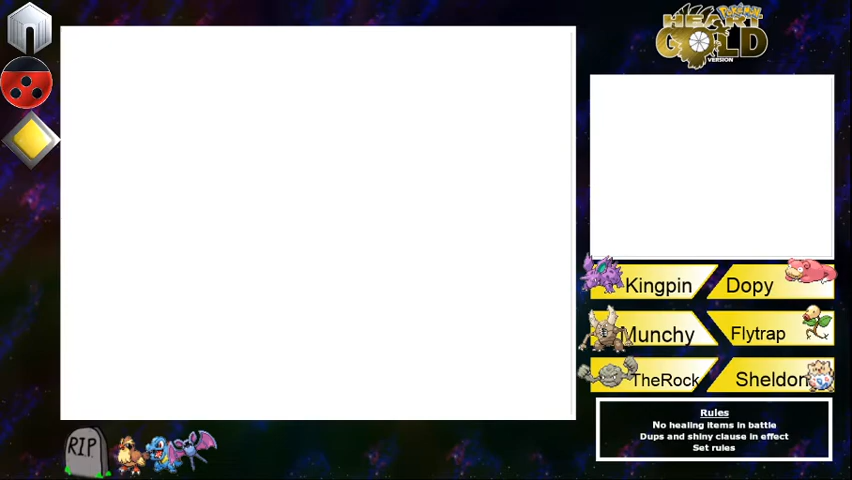 Pokémon
HEART
GOLD
VERSION
Kingpin
Dopy
Munchy
Flytrap
TheRock
Sheldon
Rules
No healing items in battle
Dups and shiny clause in effect
Set rules
RIP